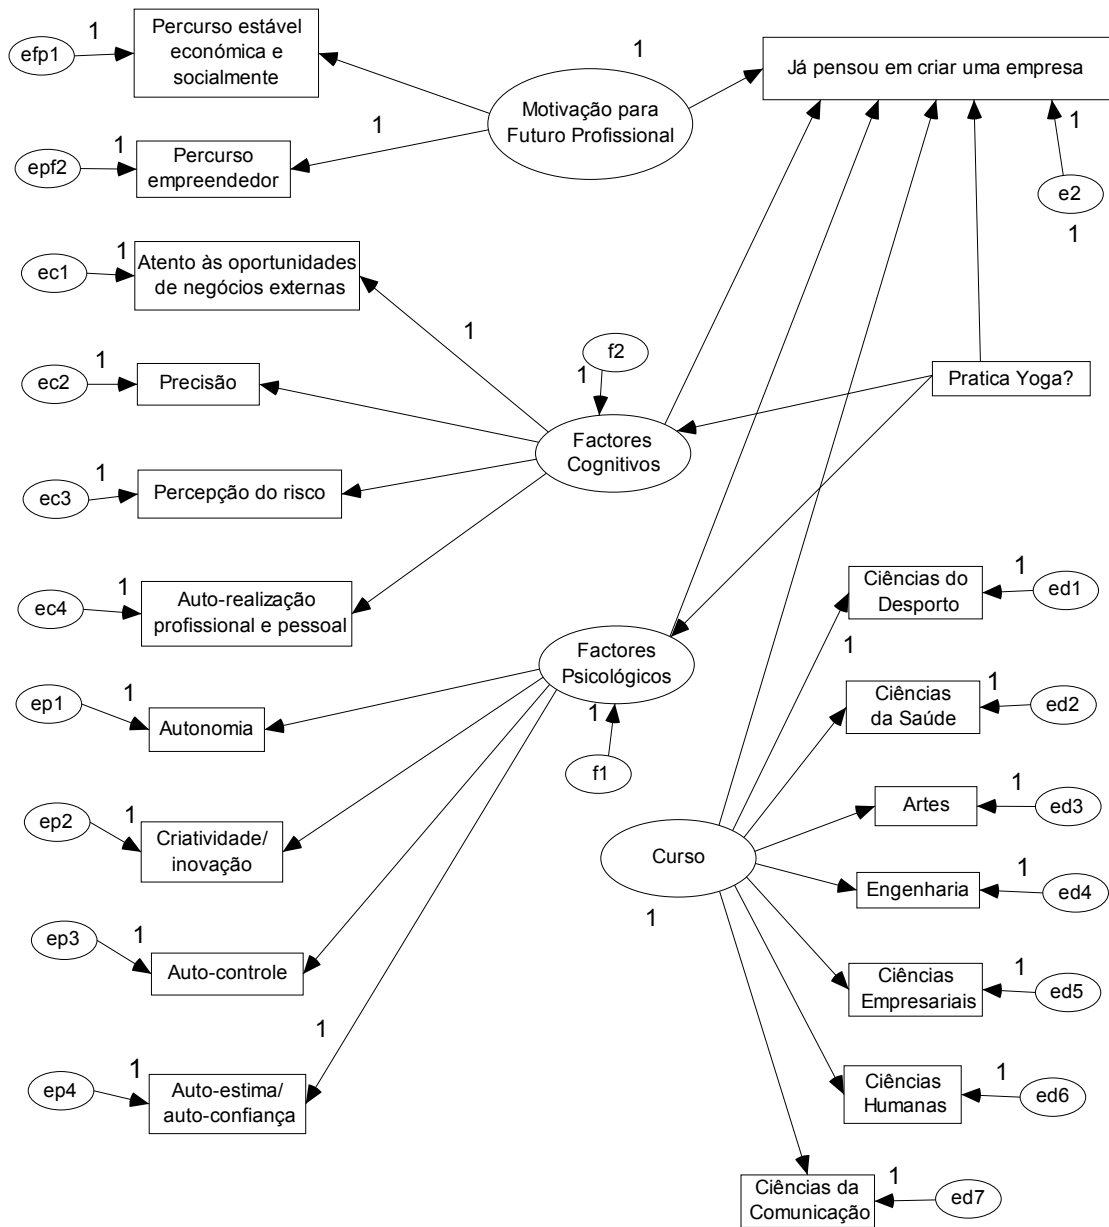 1
efp1
Percurso estável
económica e
socialmente
1
Motivação para
Futuro Profissional
Já pensou em criar uma empresa
1
epf2
Percurso
empreendedor
1
1
e2
1
1
ec1
Atento às oportunidades
de negócios externas
1
f2
1
1
ec2
Precisão
Pratica Yoga?
Factores
Cognitivos
1
ec3
Percepção do risco
1
ec4
Auto-realização
profissional e pessoal
Ciências do
Desporto
1
ed1
1
Factores
Psicológicos
1
f1
1
ep1
Autonomia
Ciências
da Saúde
1
ed2
1
ep2
Criatividade/
inovação
Artes
1
ed3
Curso
1
Engenharia
1
ed4
1
ep3
Auto-controle
Ciências
Empresariais
1
ed5
1
1
ep4
Auto-estima/
auto-confiança
Ciências
Humanas
1
ed6
Ciências da
Comunicação
1
ed7